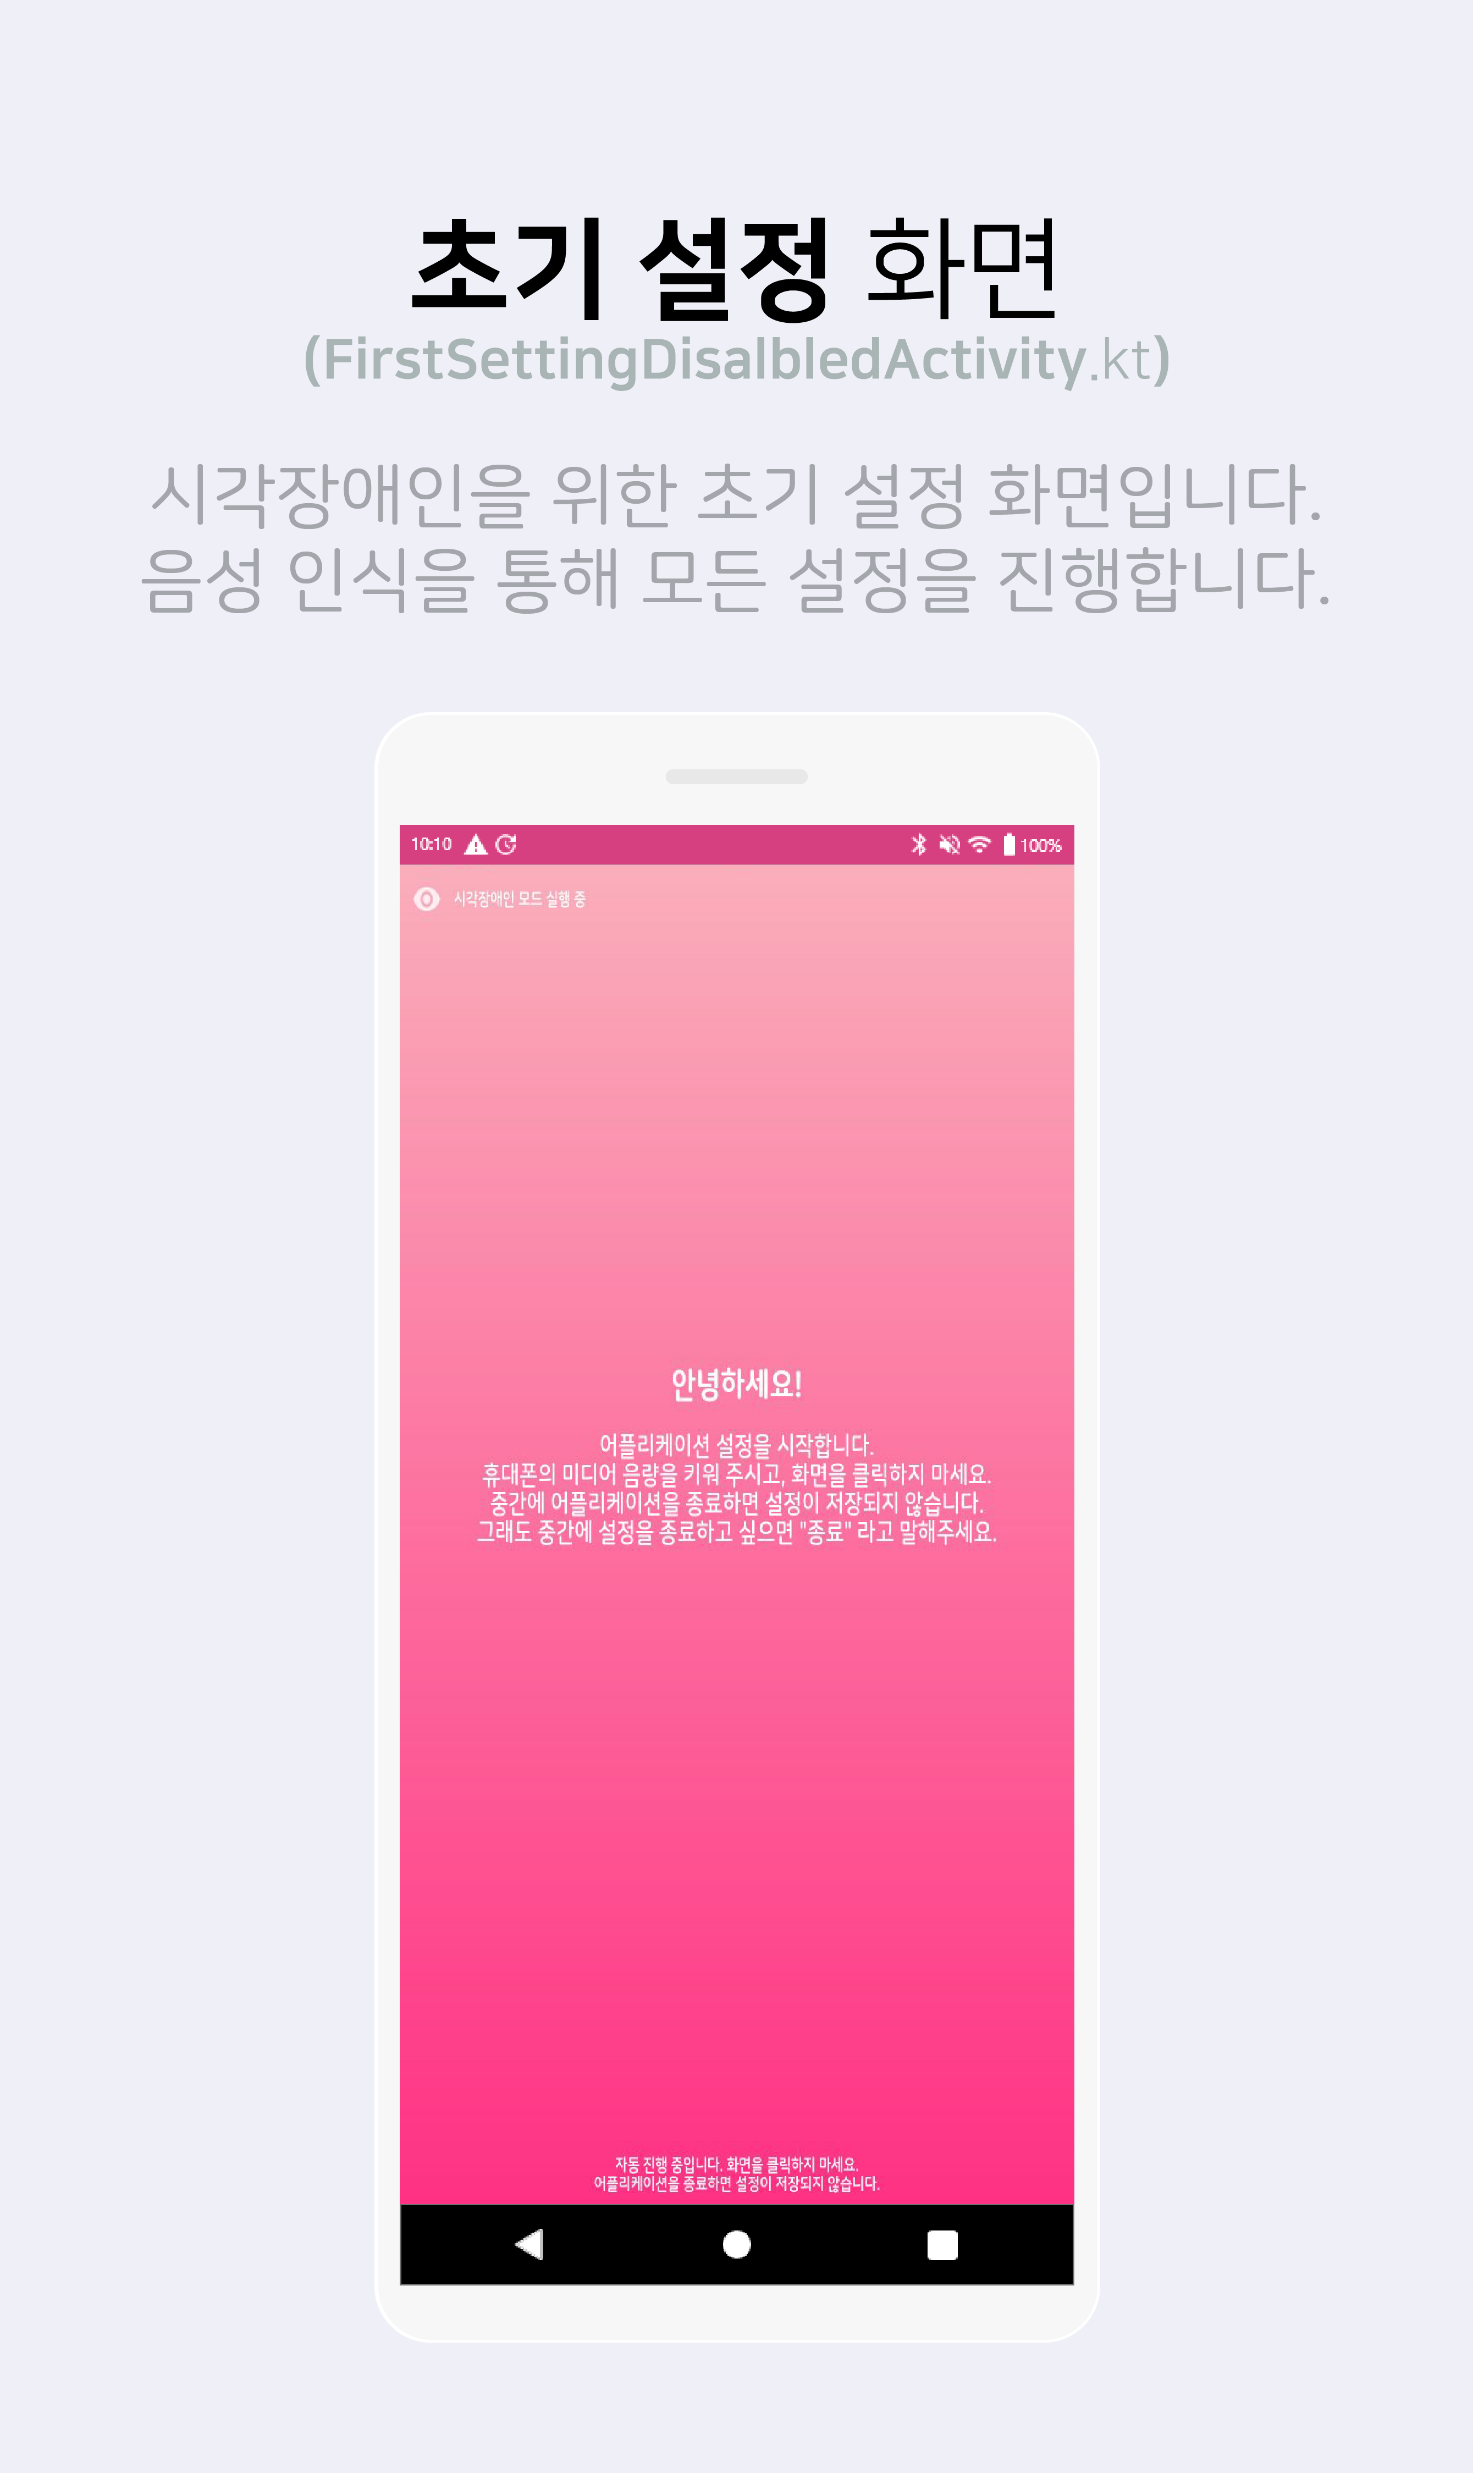 초기 설정 화면
(FirstSettingDisalbledActivity.kt)
시각장애인을 위한 초기 설정 화면입니다.
음성 인식을 통해 모든 설정을 진행합니다.
10:10 100%
시각장애인 모드 실행 중
안녕하세요!
어플리케이션 설정을 시작합니다.
휴대폰의 미디어 음량을 키워 주시고, 화면을 클릭하지 마세요.
중간에 어플리케이션을 종료하면 설정이 저장되지 않습니다.
그래도 중간에 설정을 종료하고 싶으면 "종료" 라고 말해주세요.
자동 진행 중입니다. 화면을 클릭하지 마세요.
어플리케이션을 종료하면 설정이 저장되지 않습니다.